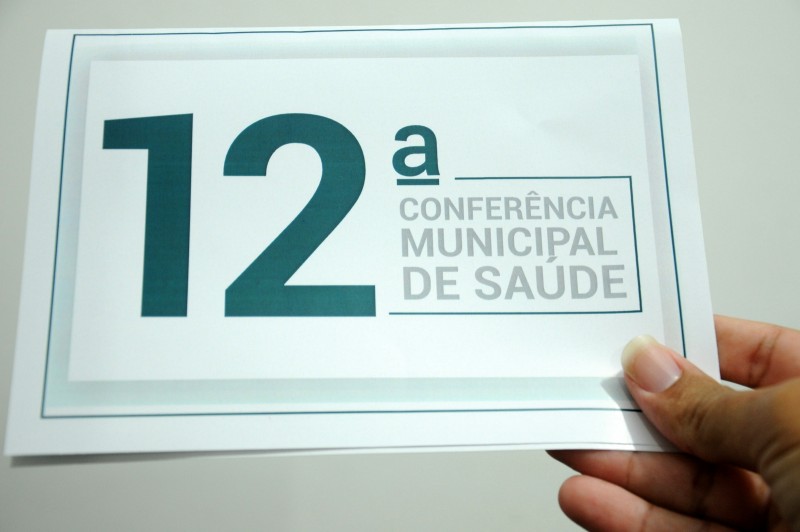 12ª
CONFERÊNCIA
MUNICIPAL
DE SAÚDE